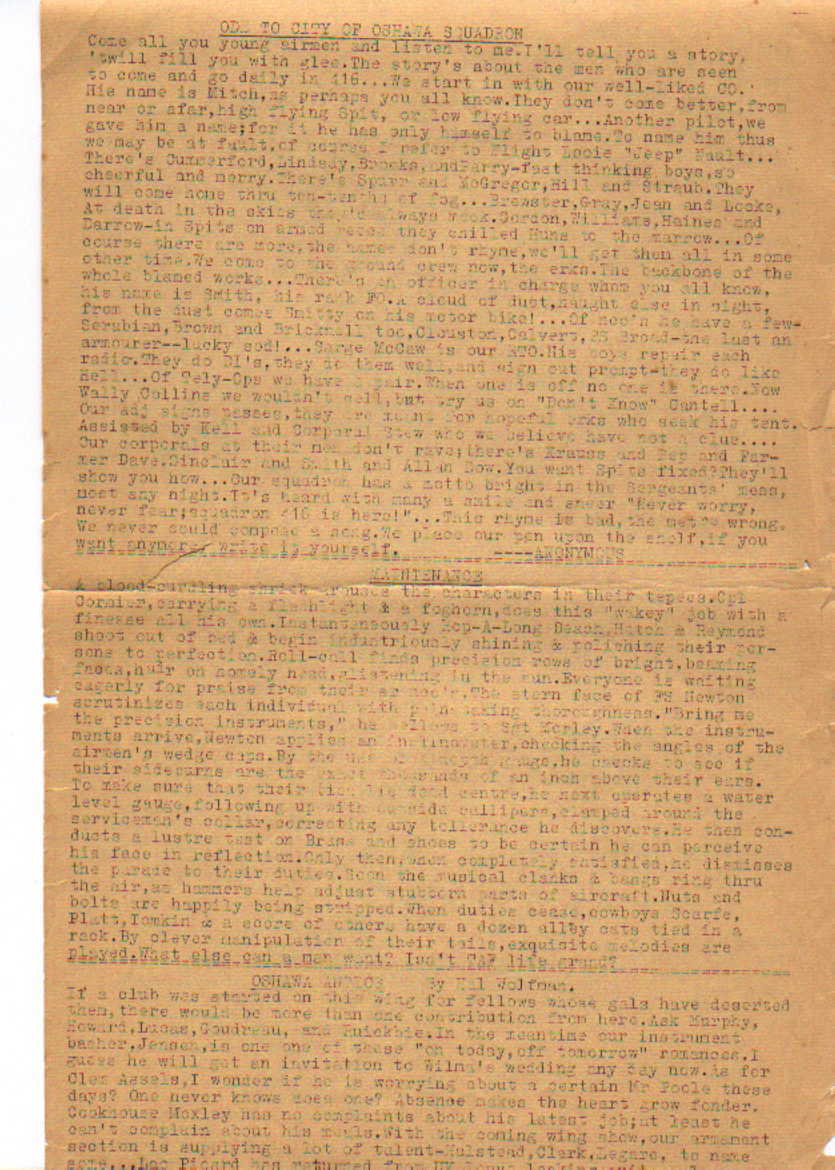 ODE TO CITY OF OSHAWA SQUADRON
Come all you young airmen and listen to me.I'll tell you a story,
'twill fill you with glee.The story's about the men who are seen
to come and go daily in 416...We start in with our well-liked CO.
His name is Mitch,as perhaps you all know.They don't come better,from
near or afar,high flying Spit, or low flying car...Another pilot,we
gave him a name;for it he has only himself to blame.To name him thus
we may be at fault,of course I refer to Flight Looie "Jeep" Nault...
There's Cummerford,Lindsay,Brooks,andParry-fast thinking boys,so
cheerful and merry.There's Spurr and McGregor,Hill and Straub.They
will come home thru ten-tenths of fog...Brewster,Gray,Jean and Locke,
At death in the skies they'd always Gordon,Williams,Haines and
Darrow-in Spits on armed recco they chilled Huns to the marrow...Of
course there are more,the names don't rhyme,we'll get them all in some
other time.We come to the ground crew now,the erks.The backbone of the
whole blamed works...There's an officer in charge whom you all know,
his name is Smith, his rank FO.A cloud of dust,naught else in sight,
from the dust comes Smitty on his motor bike!...Of we have a few-
Serubian,Brown and Bricknall too,Clouston,Calvert, Broad-the last an
armourer--lucky sod!...Sarge McCaw is our RTO.His boys repair each
radio.They do DI's,they do them well,and sign out prompt-they do like
Hell...Of Tely-Ops we have a pair.When one is off no one is there.Now
Wally Collins we wouldn't sell,but try us on "Don't Know" Cantell....
Our adj signs passes,they are meant for hopeful erks who seek his tent.
Assisted by Kell and Corporal Stew who we believe have not a clue....
Our corporals at their men don't rave;there's Krauss and and Far-
mer Dave.Sinclair and Smith and Allan Dow.You want Spits fixed?They'll
show you how...Our squadron has a motto bright in the Sergeants' mess,
most any night.It's heard with many a smile and sneer "Never worry,
never fear;squadron 416 is here!"...This rhyme is bad,the metre wrong.
We never could compose a song.We place our pen upon the shelf,if you
want anymore, write it yourself. ----ANONYMOUS
MAINTENANCE
A blood-curdling shriek arouses the characters in their tepees.Cpl
Cormier,carrying a flashlight & a foghorn,does this "wakey" job with a
finesse all his own.Instantaneously Hop-A-Long & Reymond
shoot out of bed & begin industriously shining & polishing their per-
sons to perfection.Roll-call finds precision rows of bright,beaming
faces,hair on homely head,glistening in the sun.Everyone is waiting
eagerly for praise from their The stern face of FS Newton
scrutinizes each individual with painstaking thoroughness."Bring me
the precision instruments," he bellows to Sgt Morley.When the instru-
ments arrive,Newton applies an inclinometer,checking the angles of the
airmen's wedge caps.By the use of a depth gauge,he checks to see if
their sideburns are the exact thousands of an inch above their ears.
To make sure that their ties lie dead centre,he next operates a water
level gauge,following up with outside callipers,clamped around the
serviceman's collar,correcting any tollerance he discovers.He then con-
ducts a lustre test on Brass and shoes to be certain he can perceive
his face in reflection.Only then,when completely satisfied,he dismisses
the parade to their duties.Soon the musical clanks & bangs ring thru
the air,as hammers help adjust stubborn parts of aircraft.Nuts and
bolts are happily being stripped.When duties cease,cowboys Scarfe,
Platt,Tomkin & a score of others have a dozen alley cats tied in a
rack.By clever manipulation of their tails,exquisite melodies are
played.What else can a man want? Isn't TAF life grand?
OSHAWA ANTICS By Hal Wolfman.
If a club was started on this wing for fellows whose gals have deserted
them,there would be more than one contribution from here.Ask Murphy,
Howard,Lucas,Goudreau, and In the meantime our instrument
basher,Jensen,is one one of these "on today,off tomorrow" romances.I
guess he will get an invitation to Wilma's wedding any day now.As for
Clem Assels,I wonder if he is worrying about a certain Mr Poole these
days? One never knows does one? Absence makes the heart grow fonder.
Cookhouse Moxley has no complaints about his latest job;at least he
can't complain about his meals.With the coming wing show,our armament
section is supplying a lot of talent-Halstead,Clerk,Legare, to name
some...Doc Picard has returned from UK